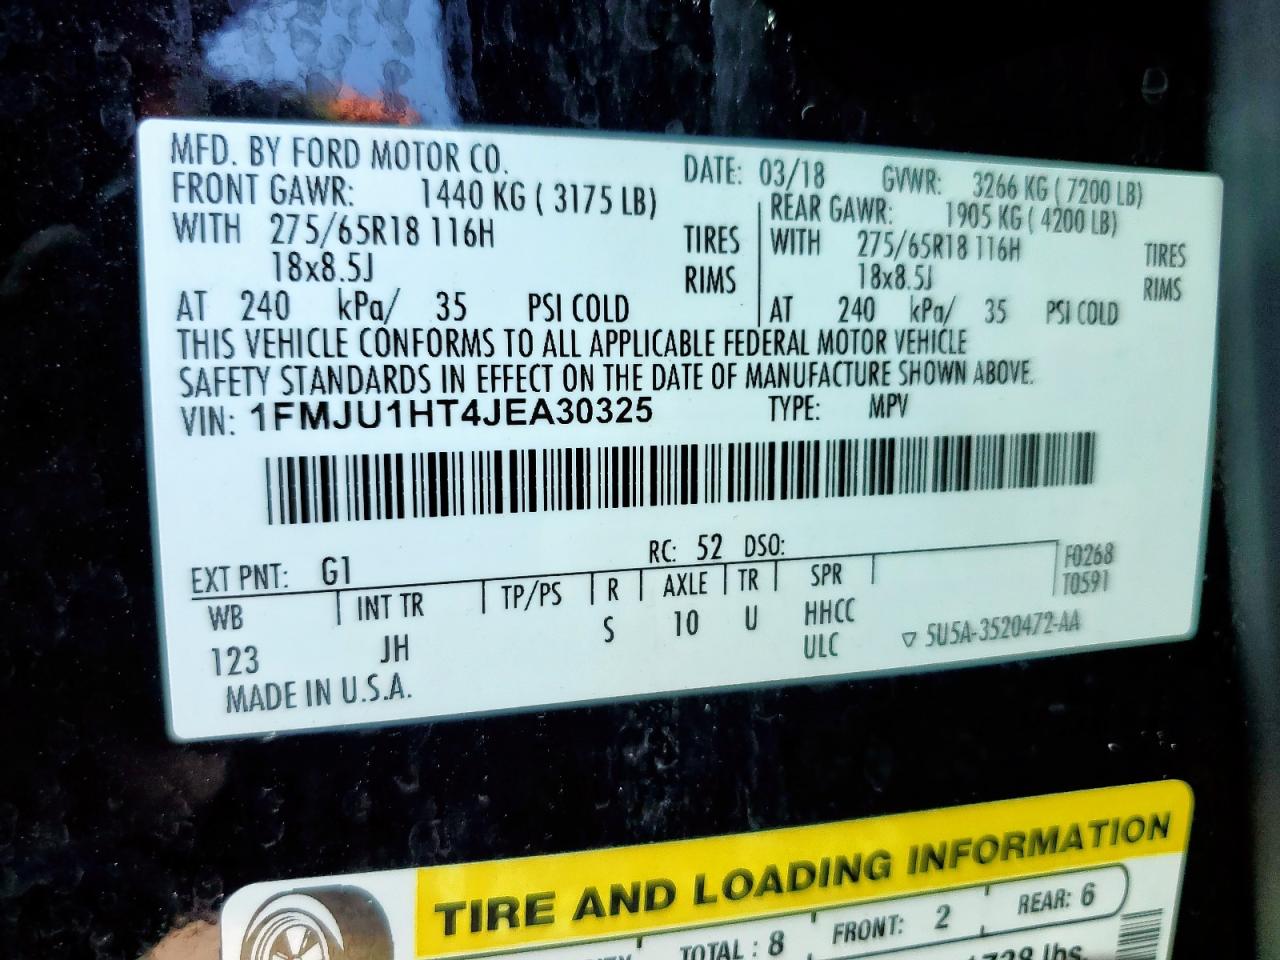 MFD. BY FORD MOTOR CO.
DATE: 03/18 GVWR: 3266 KG ( 7200 LB)
FRONT GAWR: 1440 KG ( 3175 LB) REAR GAWR: 1905 KG ( 4200 LB)
WITH 275/65R18 116H TIRES WITH 275/65R18 116H TIRES
18x8.5J RIMS 18x8.5J RIMS
AT 240 kPa/ 35 PSI COLD AT 240 kPa/ 35 PSI COLD
THIS VEHICLE CONFORMS TO ALL APPLICABLE FEDERAL MOTOR VEHICLE
SAFETY STANDARDS IN EFFECT ON THE DATE OF MANUFACTURE SHOWN ABOVE.
VIN: 1FMJU1HT4JEA30325 TYPE: MPV
EXT PNT: G1 RC: 52 DSO: F0268
WB INT TR TP/PS R AXLE TR SPR T0591
123 JH S 10 U HHCC
ULC ▽ 5U5A-3520472-AA
MADE IN U.S.A.
TIRE AND LOADING INFORMATION
TOTAL : 8 FRONT: 2 REAR: 6
lbs.